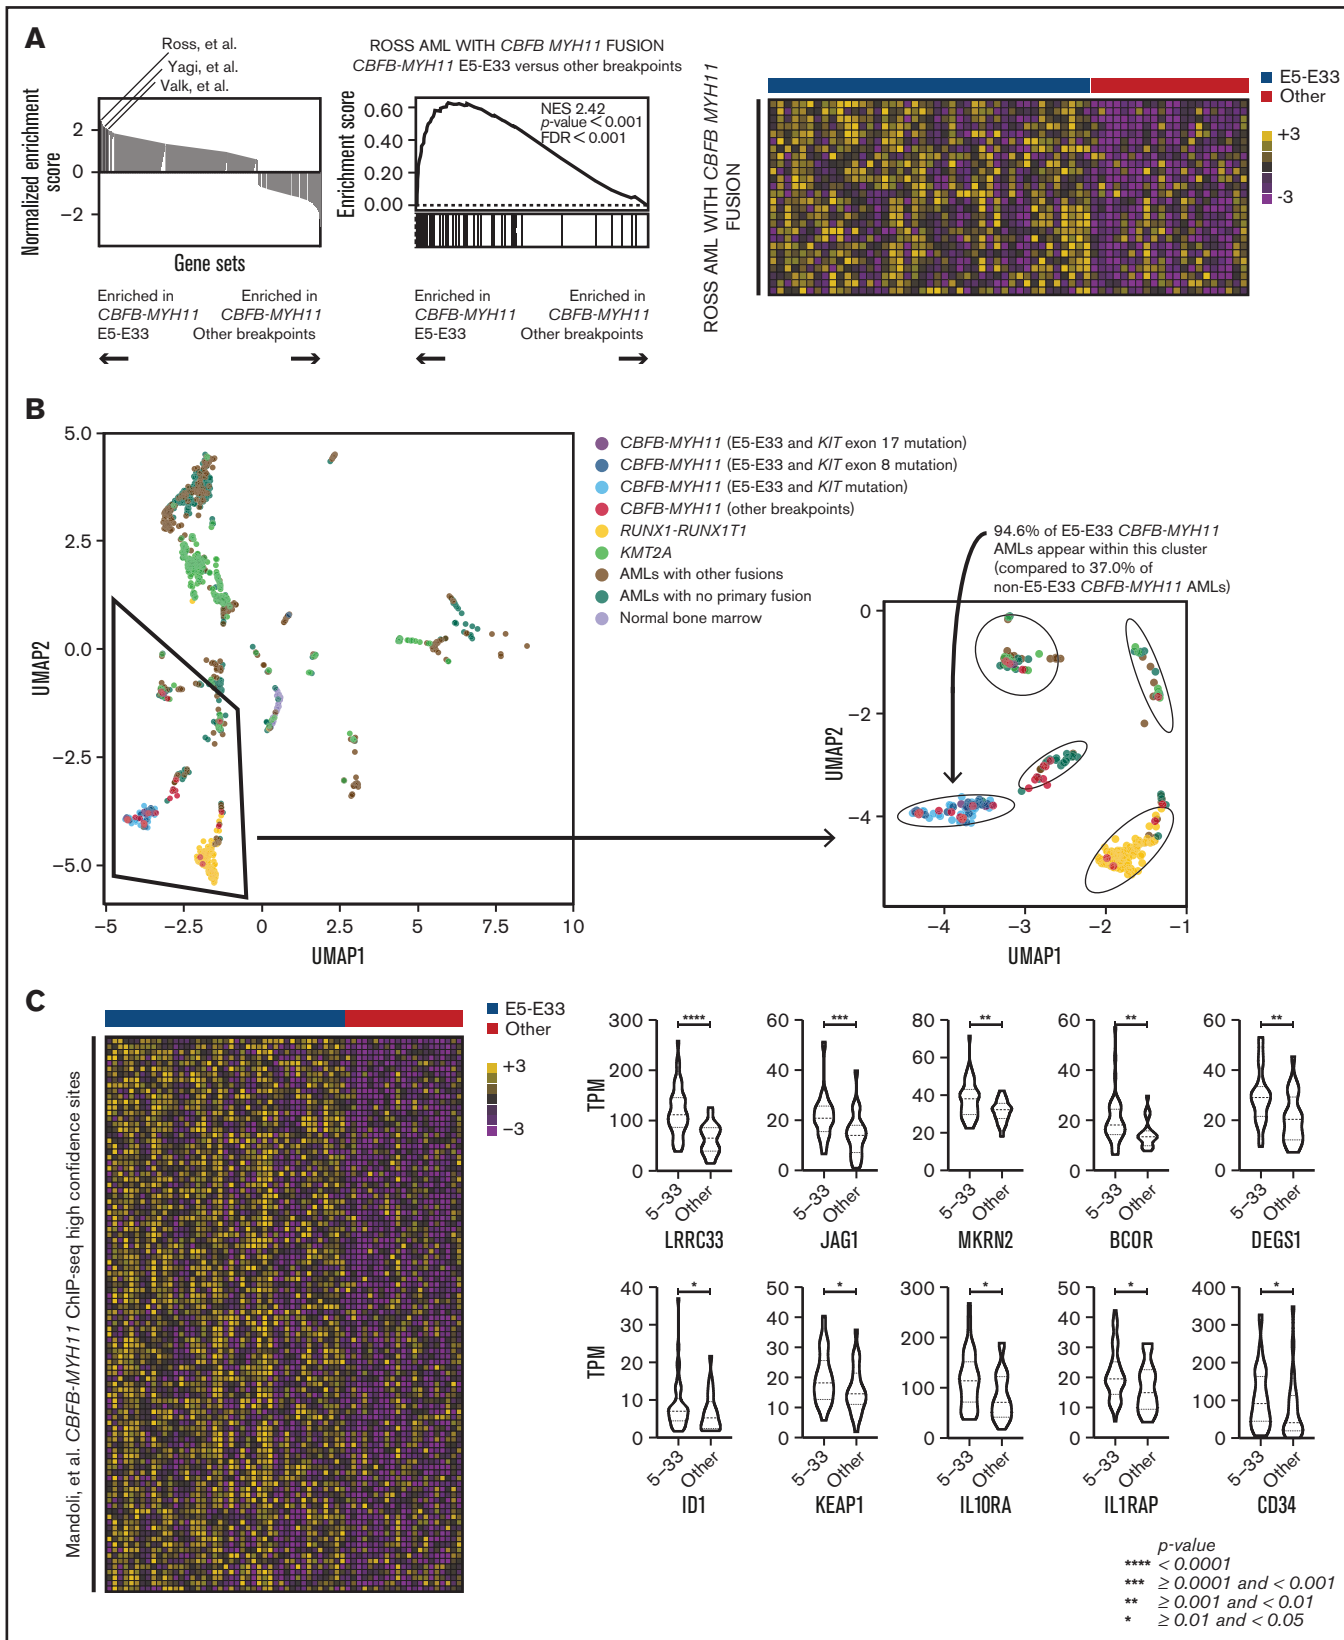 A
Ross, et al.
Yagi, et al.
Valk, et al.
Normalized enrichment
score
2
0
−2
Gene sets
Enriched in
CBFB-MYH11
E5-E33
Enriched in
CBFB-MYH11
Other breakpoints
ROSS AML WITH CBFB MYH11 FUSION
CBFB-MYH11 E5-E33 versus other breakpoints
Enrichment score
0.60
0.40
0.20
0.00
NES 2.42
p-value < 0.001
FDR < 0.001
Enriched in
CBFB-MYH11
E5-E33
Enriched in
CBFB-MYH11
Other breakpoints
ROSS AML WITH CBFB MYH11
FUSION
E5-E33
Other
+3
-3
B
UMAP2
5.0
2.5
0.0
−2.5
−5.0
−5
−2.5
0
2.5
5
7.5
10
UMAP1
CBFB-MYH11 (E5-E33 and KIT exon 17 mutation)
CBFB-MYH11 (E5-E33 and KIT exon 8 mutation)
CBFB-MYH11 (E5-E33 and KIT mutation)
CBFB-MYH11 (other breakpoints)
RUNX1-RUNX1T1
KMT2A
AMLs with other fusions
AMLs with no primary fusion
Normal bone marrow
94.6% of E5-E33 CBFB-MYH11
AMLs appear within this cluster
(compared to 37.0% of
non-E5-E33 CBFB-MYH11 AMLs)
UMAP2
0
−2
−4
−4
−3
−2
−1
UMAP1
C
Mandoli, et al. CBFB-MYH11 ChIP-seq high confidence sites
E5-E33
Other
+3
−3
TPM
300
200
100
0
****
5–33
Other
LRRC33
60
40
20
0
***
5–33
Other
JAG1
80
60
40
20
0
**
5–33
Other
MKRN2
60
40
20
0
**
5–33
Other
BCOR
60
40
20
0
**
5–33
Other
DEGS1
TPM
40
30
20
10
0
*
5–33
Other
ID1
50
40
30
20
10
0
*
5–33
Other
KEAP1
300
200
100
0
*
5–33
Other
IL10RA
50
40
30
20
10
0
*
5–33
Other
IL1RAP
400
300
200
100
0
*
5–33
Other
CD34
p-value
**** < 0.0001
*** ≥ 0.0001 and < 0.001
** ≥ 0.001 and < 0.01
* ≥ 0.01 and < 0.05